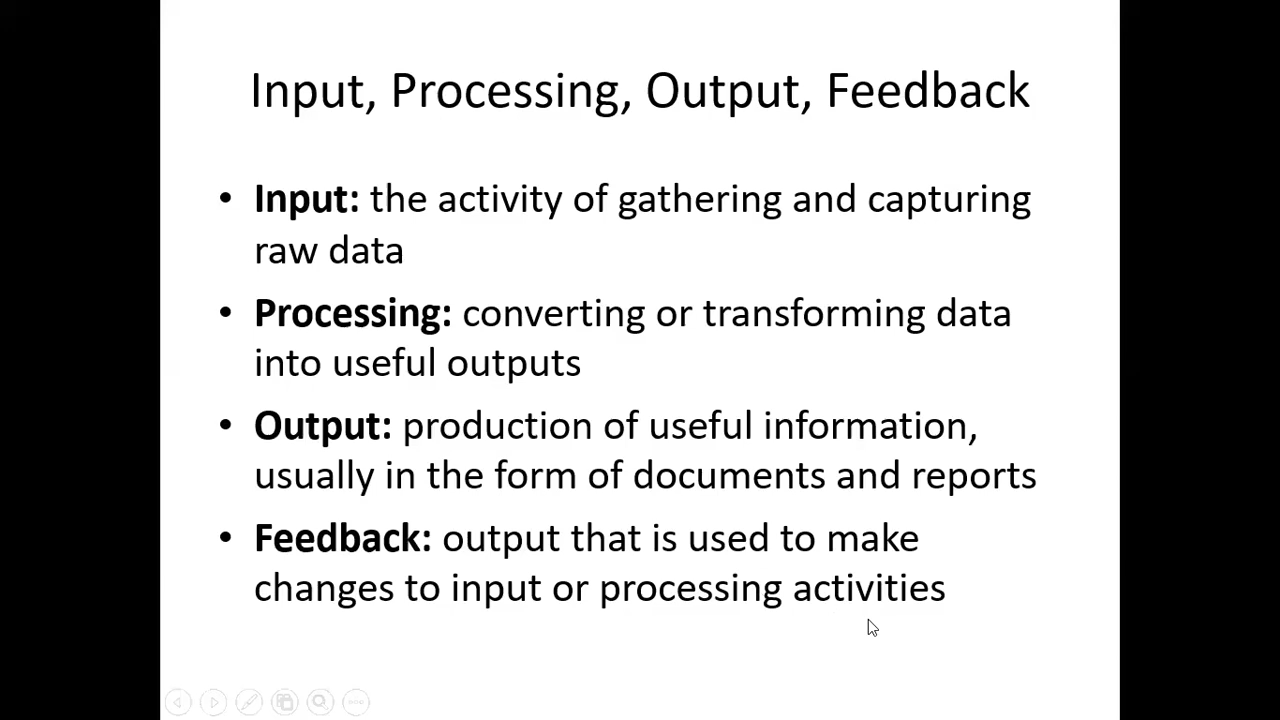 Input, Processing, Output, Feedback
• Input: the activity of gathering and capturing
raw data
• Processing: converting or transforming data
into useful outputs
• Output: production of useful information,
usually in the form of documents and reports
• Feedback: output that is used to make
changes to input or processing activities